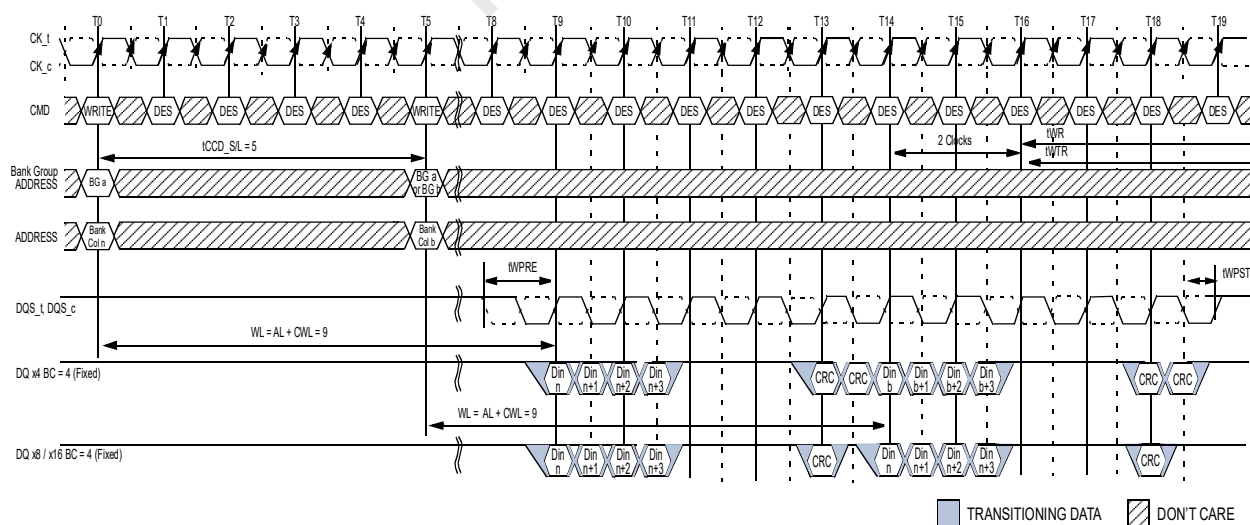 T0 T1 T2 T3 T4 T5 T8 T9 T10 T11 T12 T13 T14 T15 T16 T17 T18 T19
CK_t
CK_c
CMD WRITE DES DES DES DES WRITE DES DES DES DES DES DES DES DES DES DES DES DES
tCCD_S/L = 5
2 Clocks
tWR
tWTR
Bank Group
ADDRESS
BG a
BG a
or BG b
ADDRESS
Bank
Col n
Bank
Col b
tWPRE
tWPST
DQS_t, DQS_c
WL = AL + CWL = 9
DQ x4 BC = 4 (Fixed)
Din Din Din Din CRC CRC Din Din Din Din CRC CRC
n n+1 n+2 n+3 b b+1 b+2 b+3
WL = AL + CWL = 9
DQ x8 / x16 BC = 4 (Fixed)
Din Din Din Din CRC Din Din Din Din CRC
n n+1 n+2 n+3 n n+1 n+2 n+3
TRANSITIONING DATA
DON'T CARE